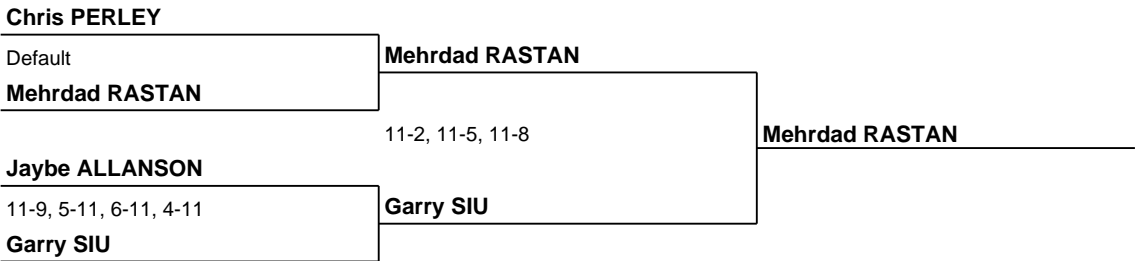 Chris PERLEY
Default
Mehrdad RASTAN
Mehrdad RASTAN
11-2, 11-5, 11-8
Mehrdad RASTAN
Jaybe ALLANSON
11-9, 5-11, 6-11, 4-11
Garry SIU
Garry SIU